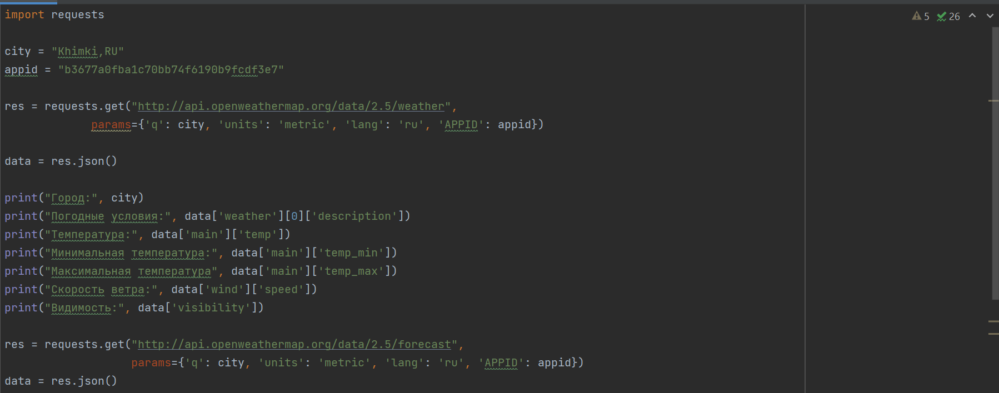 import requests
5 26
city = "Khimki,RU"
appid = "b3677a0fba1c70bb74f6190b9fcdf3e7"
res = requests.get("http://api.openweathermap.org/data/2.5/weather",
params={'q': city, 'units': 'metric', 'lang': 'ru', 'APPID': appid})
data = res.json()
print("Город:", city)
print("Погодные условия:", data['weather'][0]['description'])
print("Температура:", data['main']['temp'])
print("Минимальная температура:", data['main']['temp_min'])
print("Максимальная температура", data['main']['temp_max'])
print("Скорость ветра:", data['wind']['speed'])
print("Видимость:", data['visibility'])
res = requests.get("http://api.openweathermap.org/data/2.5/forecast",
params={'q': city, 'units': 'metric', 'lang': 'ru', 'APPID': appid})
data = res.json()